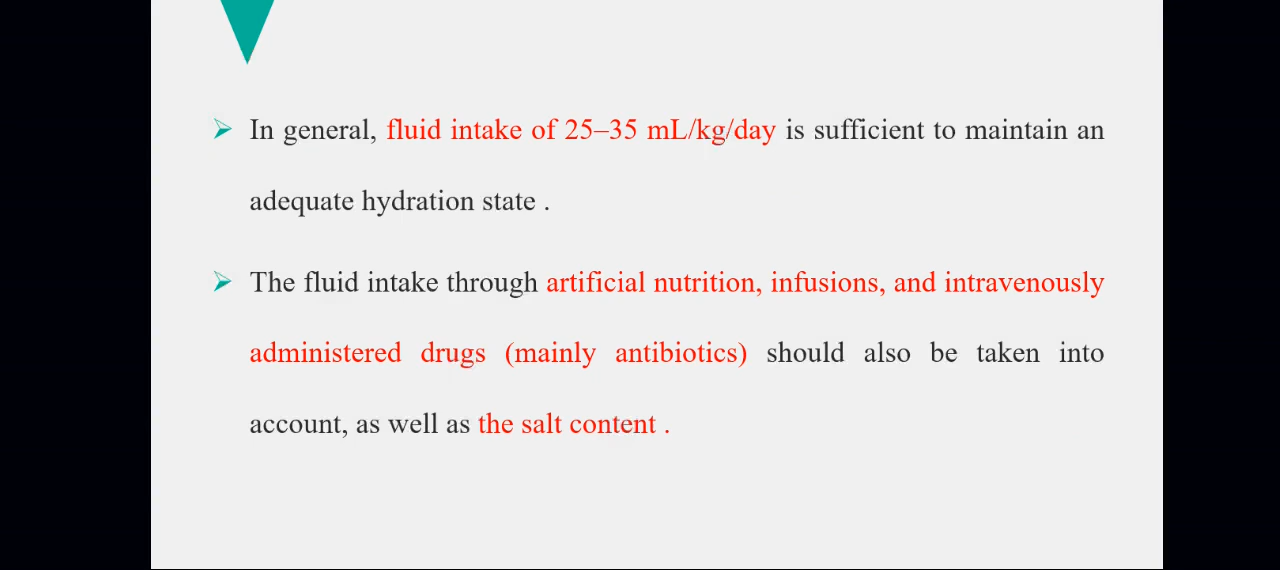 In general, fluid intake of 25–35 mL/kg/day is sufficient to maintain an
adequate hydration state .
The fluid intake through artificial nutrition, infusions, and intravenously
administered drugs (mainly antibiotics) should also be taken into
account, as well as the salt content .